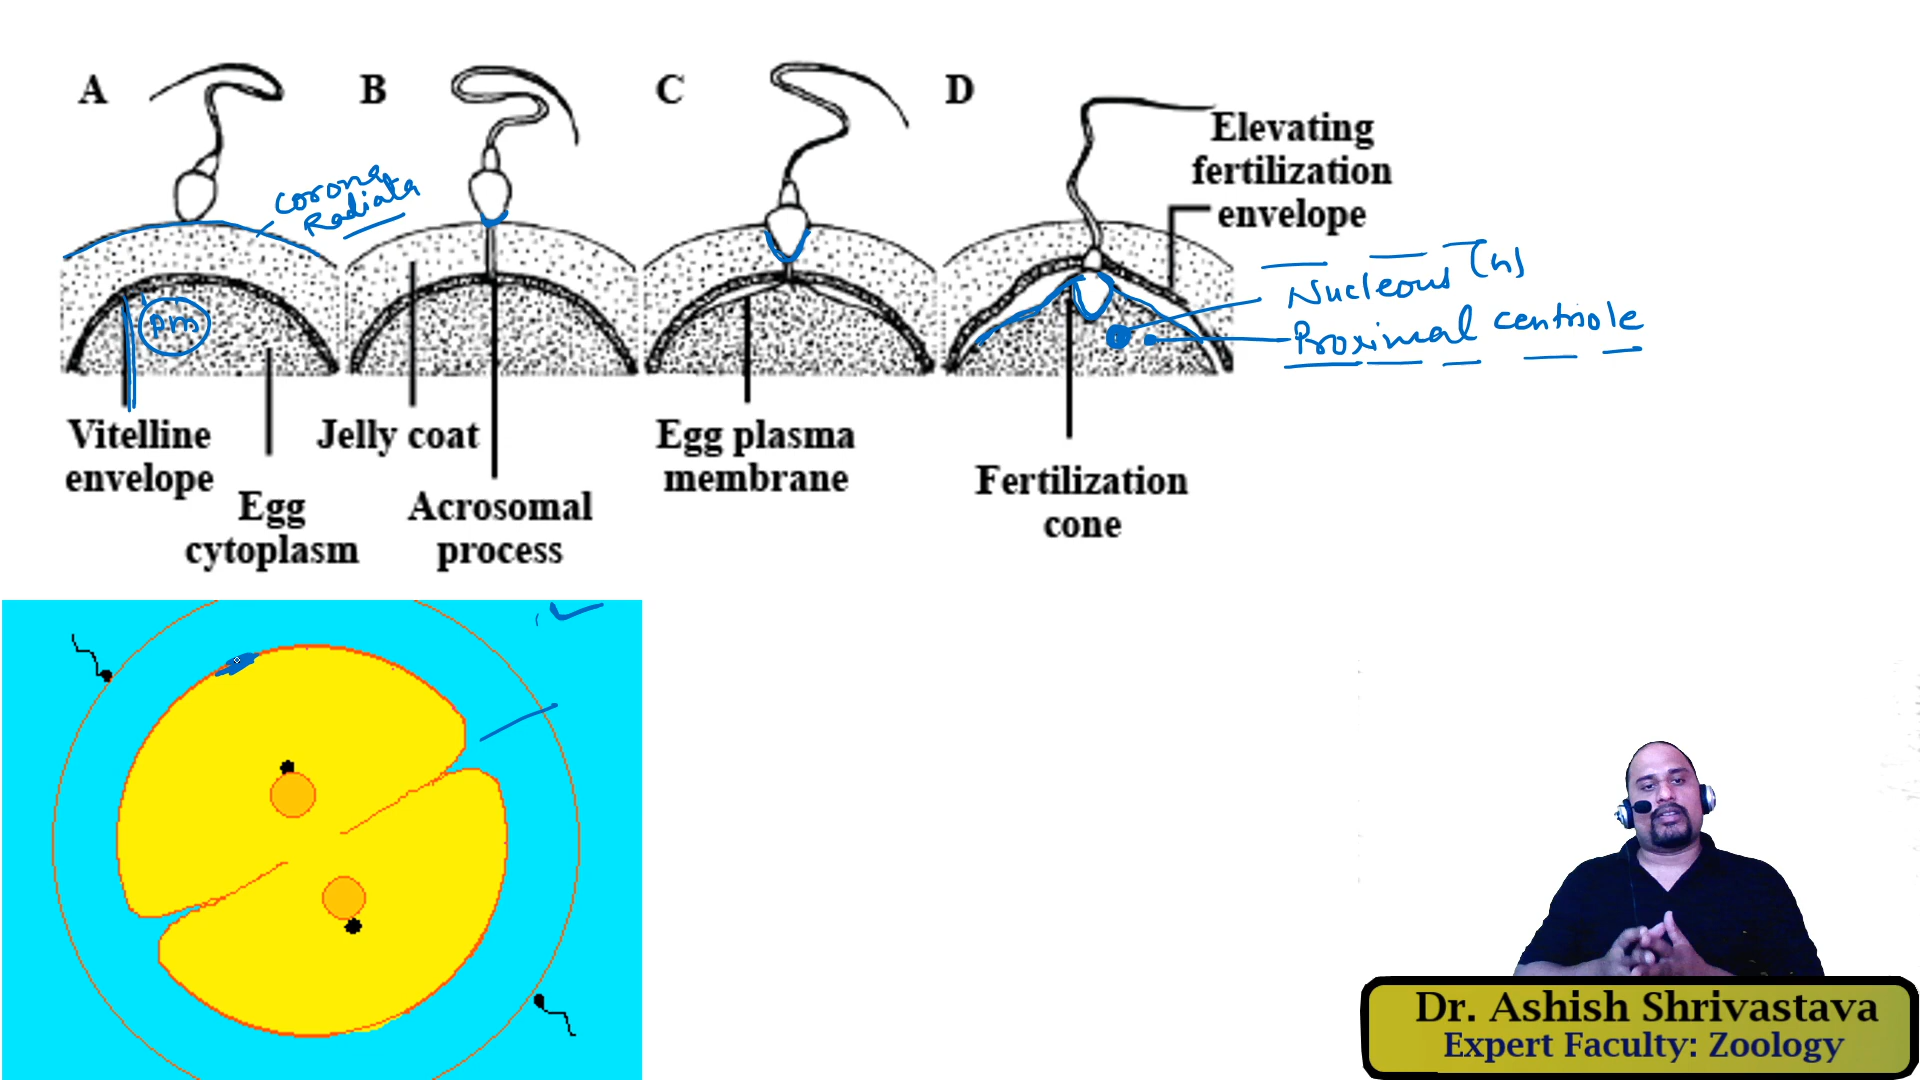 A
B
C
D
Elevating
fertilization
envelope
corona
Radiata
Nucleous (n)
Proximal centriole
pm
Vitelline
envelope
Egg
cytoplasm
Jelly coat
Acrosomal
process
Egg plasma
membrane
Fertilization
cone
Dr. Ashish Shrivastava
Expert Faculty: Zoology